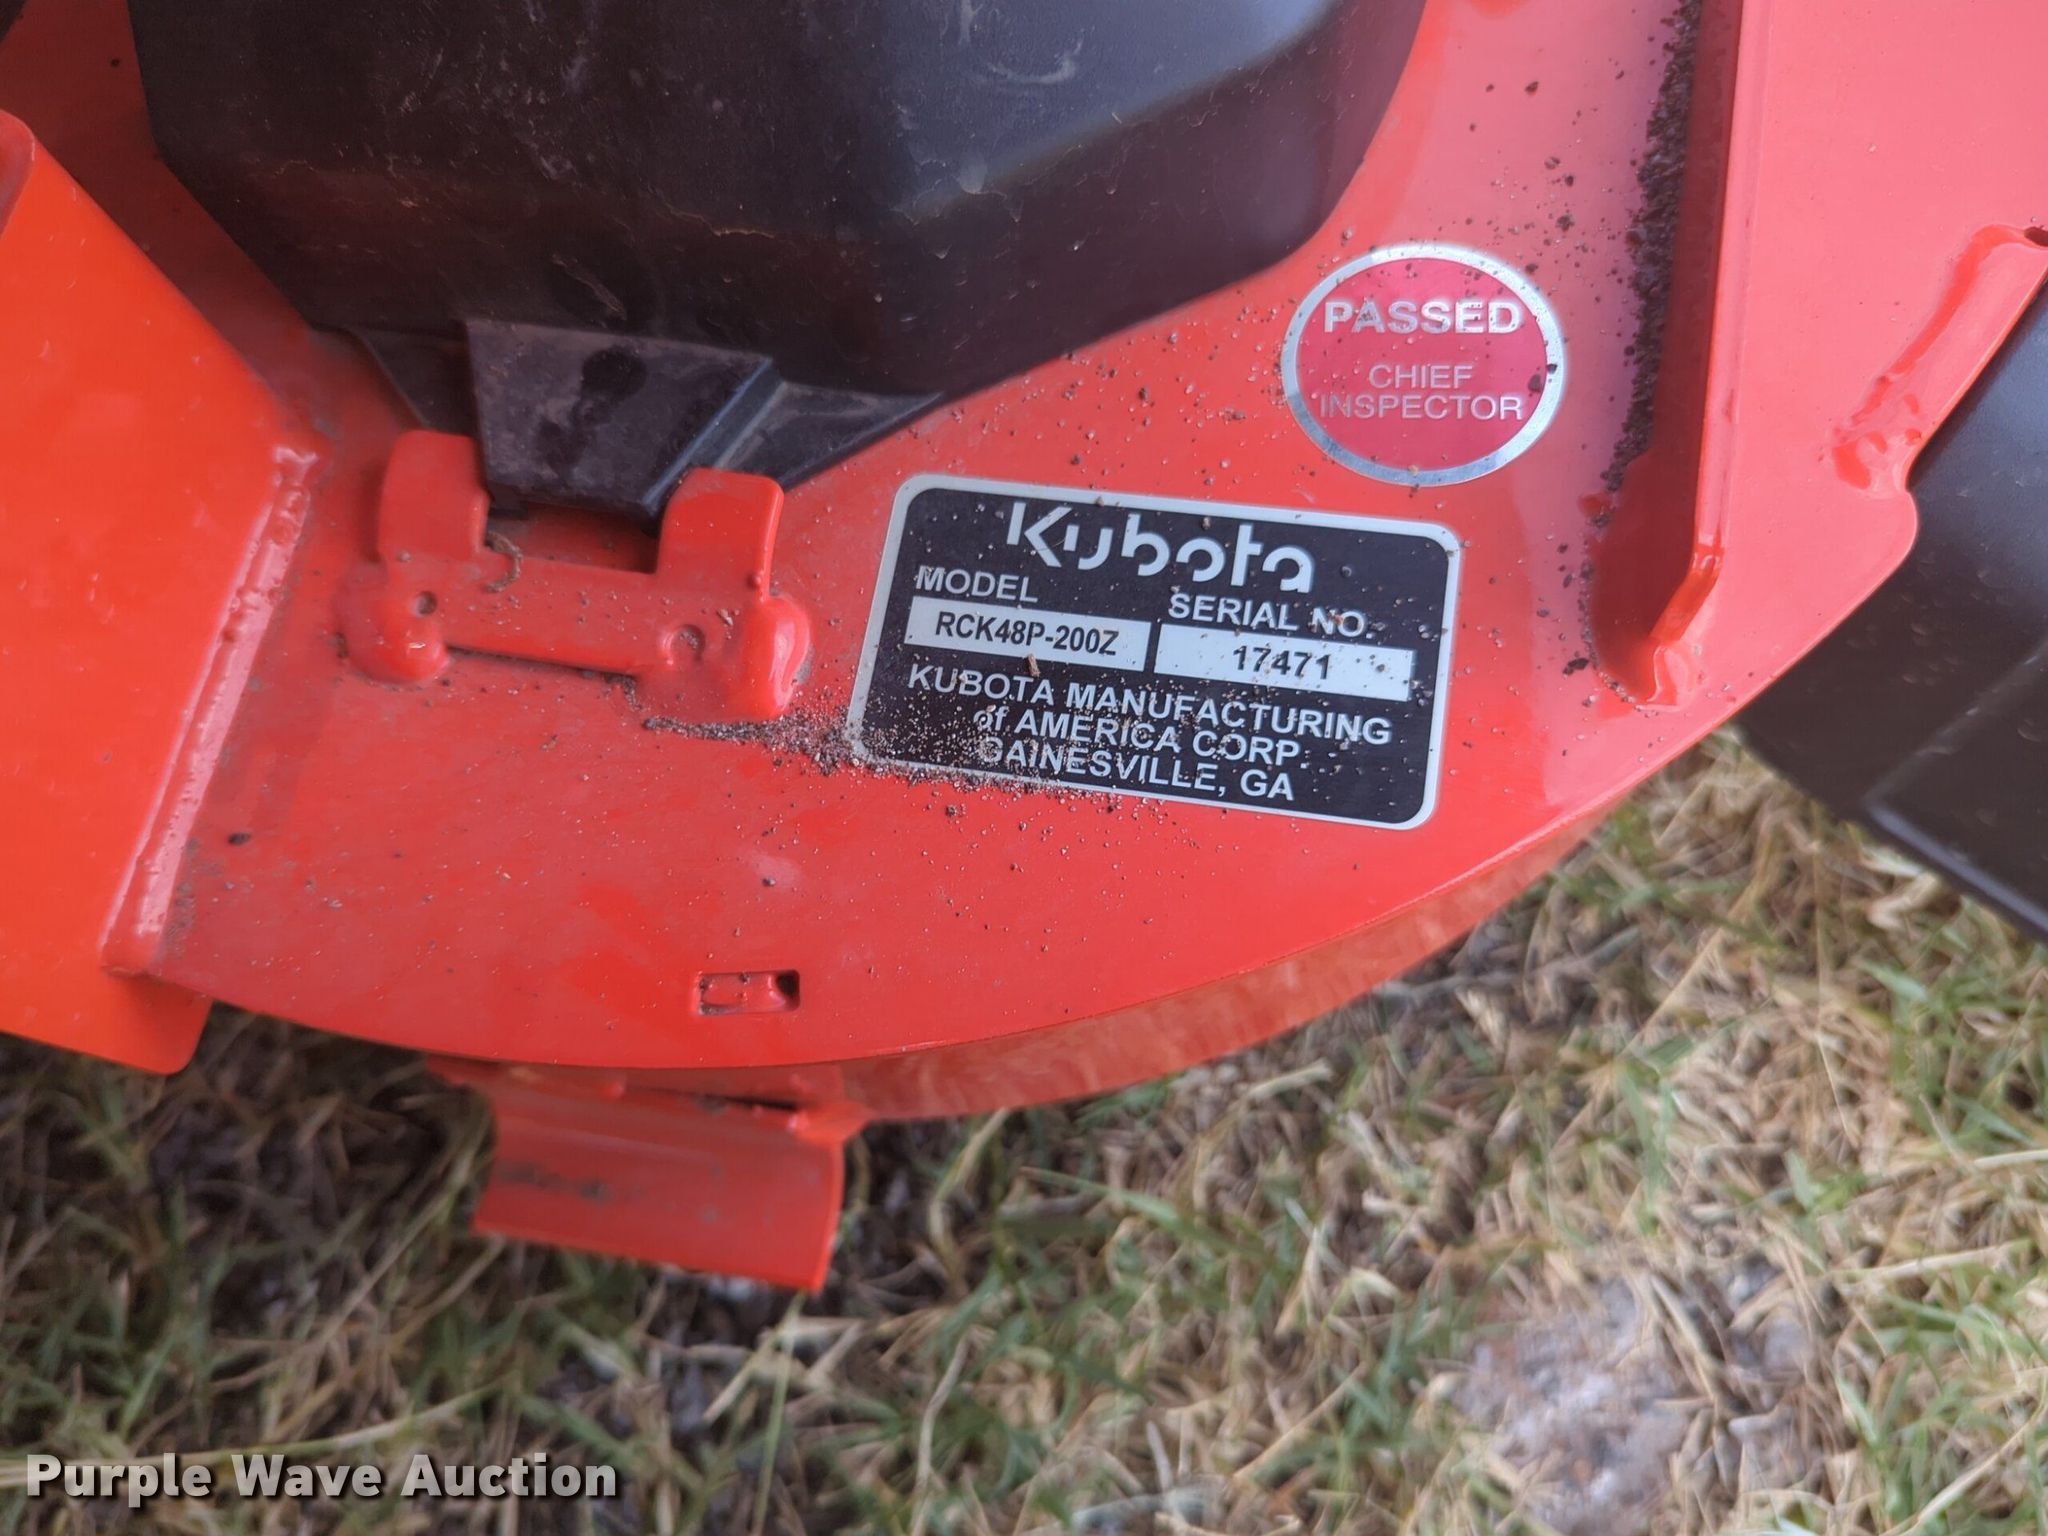 PASSED
CHIEF
INSPECTOR
Kubota
MODEL SERIAL NO.
RCK48P-200Z 17471
KUBOTA MANUFACTURING
of AMERICA CORP.
GAINESVILLE, GA
Purple Wave Auction